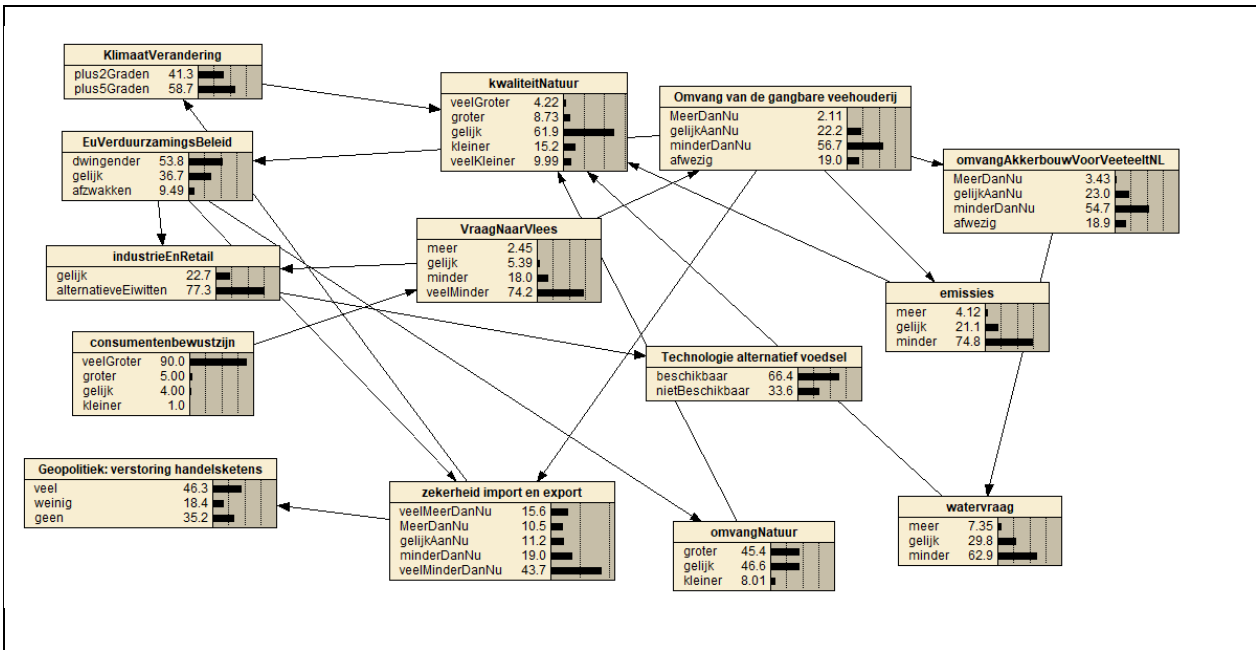 KlimaatVerandering
plus2Graden 41.3
plus5Graden 58.7
kwaliteitNatuur
veelGroter 4.22
groter 8.73
gelijk 61.9
kleiner 15.2
veelKleiner 9.99
Omvang van de gangbare veehouderij
MeerDanNu 2.11
gelijkAanNu 22.2
minderDanNu 56.7
afwezig 19.0
EuVerduurzamingsBeleid
dwingender 53.8
gelijk 36.7
afzwakken 9.49
omvangAkkerbouwVoorVeeteeltNL
MeerDanNu 3.43
gelijkAanNu 23.0
minderDanNu 54.7
afwezig 18.9
VraagNaarVlees
meer 2.45
gelijk 5.39
minder 18.0
veelMinder 74.2
industrieEnRetail
gelijk 22.7
alternatieveEiwitten 77.3
emissies
meer 4.12
gelijk 21.1
minder 74.8
consumentenbewustzijn
veelGroter 90.0
groter 5.00
gelijk 4.00
kleiner 1.0
Technologie alternatief voedsel
beschikbaar 66.4
nietBeschikbaar 33.6
Geopolitiek: verstoring handelsketens
veel 46.3
weinig 18.4
geen 35.2
zekerheid import en export
veelMeerDanNu 15.6
MeerDanNu 10.5
gelijkAanNu 11.2
minderDanNu 19.0
veelMinderDanNu 43.7
omvangNatuur
groter 45.4
gelijk 46.6
kleiner 8.01
watervraag
meer 7.35
gelijk 29.8
minder 62.9